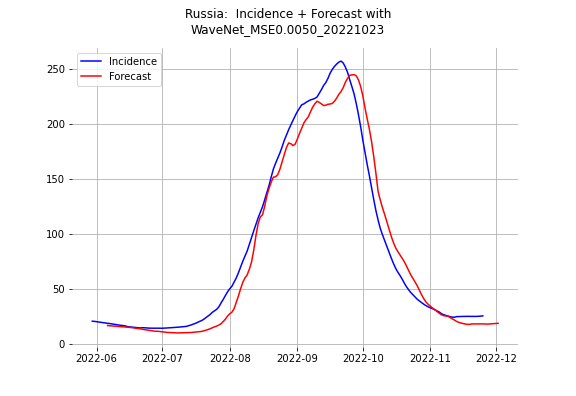 Russia:  Incidence + Forecast with
WaveNet_MSE0.0050_20221023
Incidence
Forecast
250
200
150
100
50
0
2022-06 2022-07 2022-08 2022-09 2022-10 2022-11 2022-12